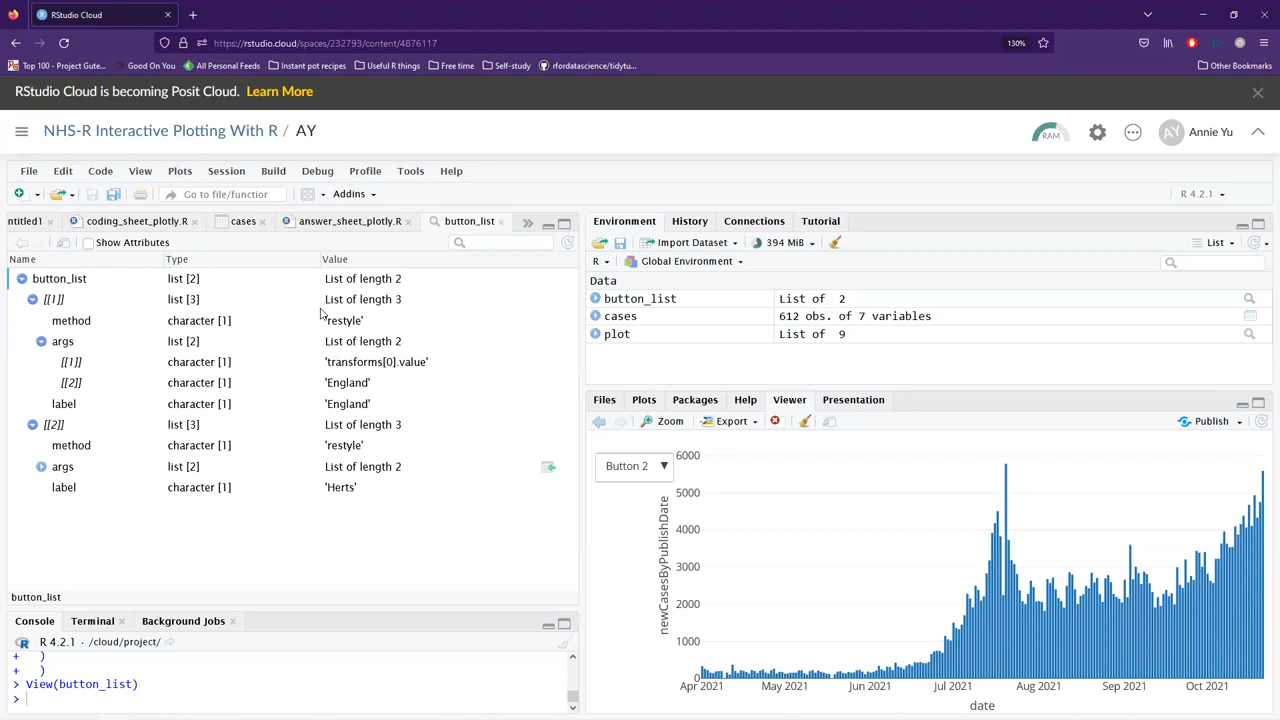 RStudio Cloud
https://rstudio.cloud/spaces/232793/content/4876117
130%
Top 100 - Project Gute...
Good On You
All Personal Feeds
Instant pot recipes
Useful R things
Free time
Self-study
rfordatascience/tidytu...
Other Bookmarks
RStudio Cloud is becoming Posit Cloud. Learn More
NHS-R Interactive Plotting With R / AY
RAM
AY
Annie Yu
File Edit Code View Plots Session Build Debug Profile Tools Help
Go to file/functior
Addins
R 4.2.1
ntitled1
coding_sheet_plotly.R
cases
answer_sheet_plotly.R
button_list
Show Attributes
Name Type Value
button_list list [2] List of length 2
[[1]] list [3] List of length 3
method character [1] 'restyle'
args list [2] List of length 2
[[1]] character [1] 'transforms[0].value'
[[2]] character [1] 'England'
label character [1] 'England'
[[2]] list [3] List of length 3
method character [1] 'restyle'
args list [2] List of length 2
label character [1] 'Herts'
button_list
Console Terminal Background Jobs
R 4.2.1 · /cloud/project/
+ )
+ )
> View(button_list)
>
Environment History Connections Tutorial
Import Dataset
394 MiB
List
R
Global Environment
Data
button_list List of 2
cases 612 obs. of 7 variables
plot List of 9
Files Plots Packages Help Viewer Presentation
Zoom
Export
Publish
Button 2
newCasesByPublishDate
6000
5000
4000
3000
2000
1000
0
Apr 2021 May 2021 Jun 2021 Jul 2021 Aug 2021 Sep 2021 Oct 2021
date